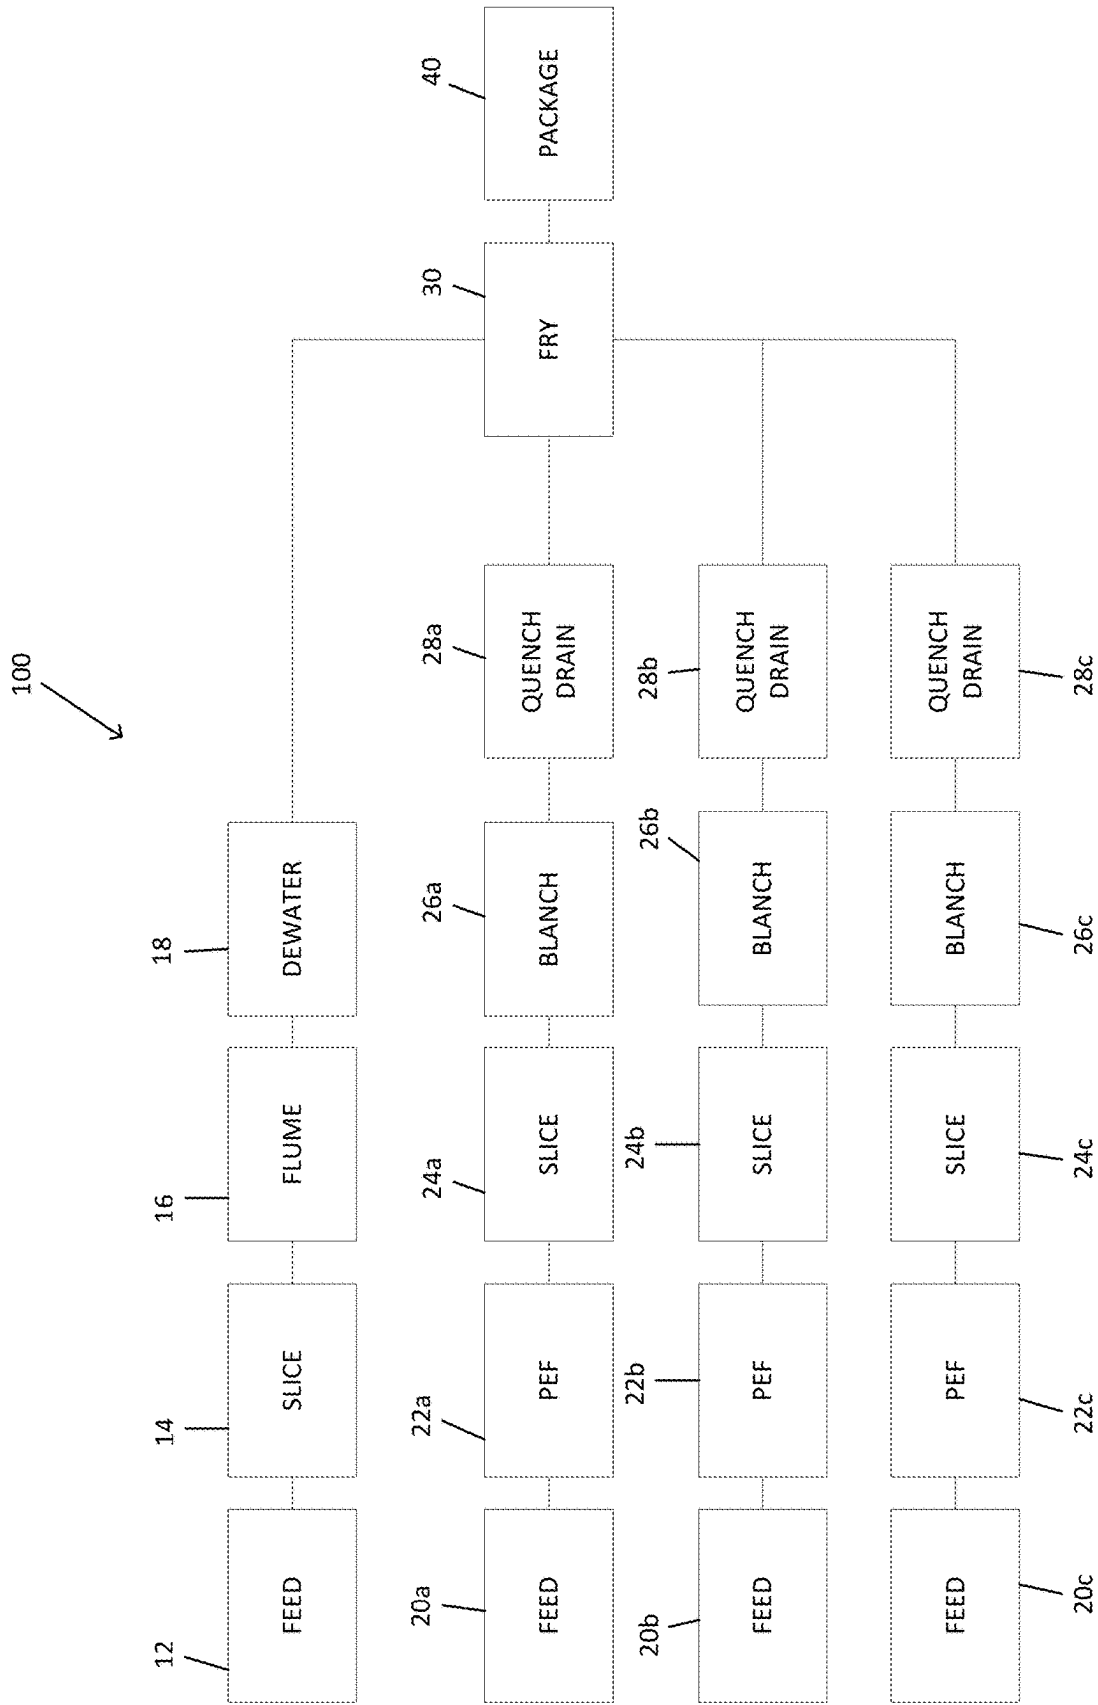 100
12
14
16
18
FEED
SLICE
FLUME
DEWATER
20a
22a
24a
26a
28a
30
40
FEED
PEF
SLICE
BLANCH
QUENCH
DRAIN
FRY
PACKAGE
20b
22b
24b
26b
28b
FEED
PEF
SLICE
BLANCH
QUENCH
DRAIN
FEED
PEF
SLICE
BLANCH
QUENCH
DRAIN
20c
22c
24c
26c
28c